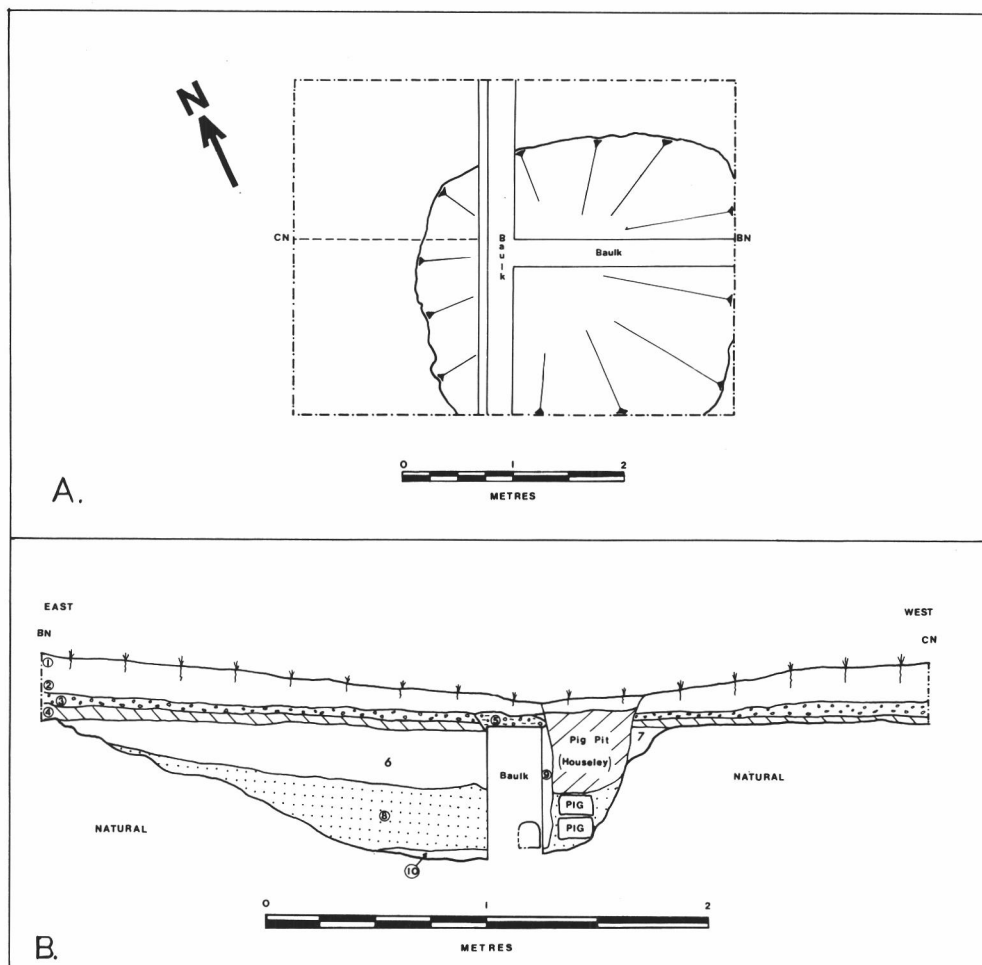 N
CN
Baulk
Baulk
BN
0 1 2
METRES
A.
EAST
WEST
BN
CN
1
2
3
4
5
Pig Pit
(Houseley)
7
6
Baulk
9
8
PIG
PIG
NATURAL
NATURAL
10
0 1 2
METRES
B.